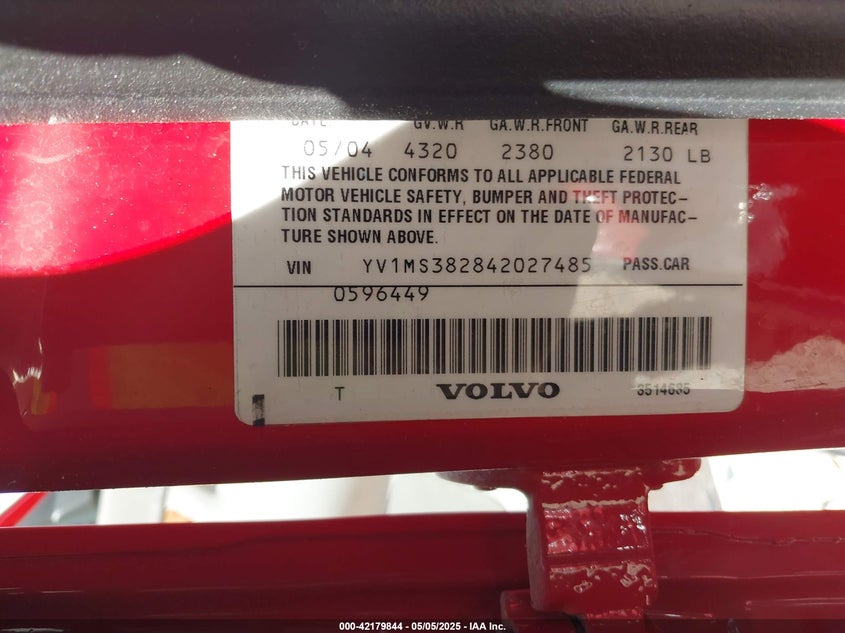 DATE GV.W.R GA.W.R.FRONT GA.W.R.REAR
05/04 4320 2380 2130 LB
THIS VEHICLE CONFORMS TO ALL APPLICABLE FEDERAL
MOTOR VEHICLE SAFETY, BUMPER AND THEFT PROTEC–
TION STANDARDS IN EFFECT ON THE DATE OF MANUFAC–
TURE SHOWN ABOVE.
VIN YV1MS382842027485 PASS.CAR
0596449
T VOLVO 3514635
000-42179844 — 05/05/2025 — IAA Inc.